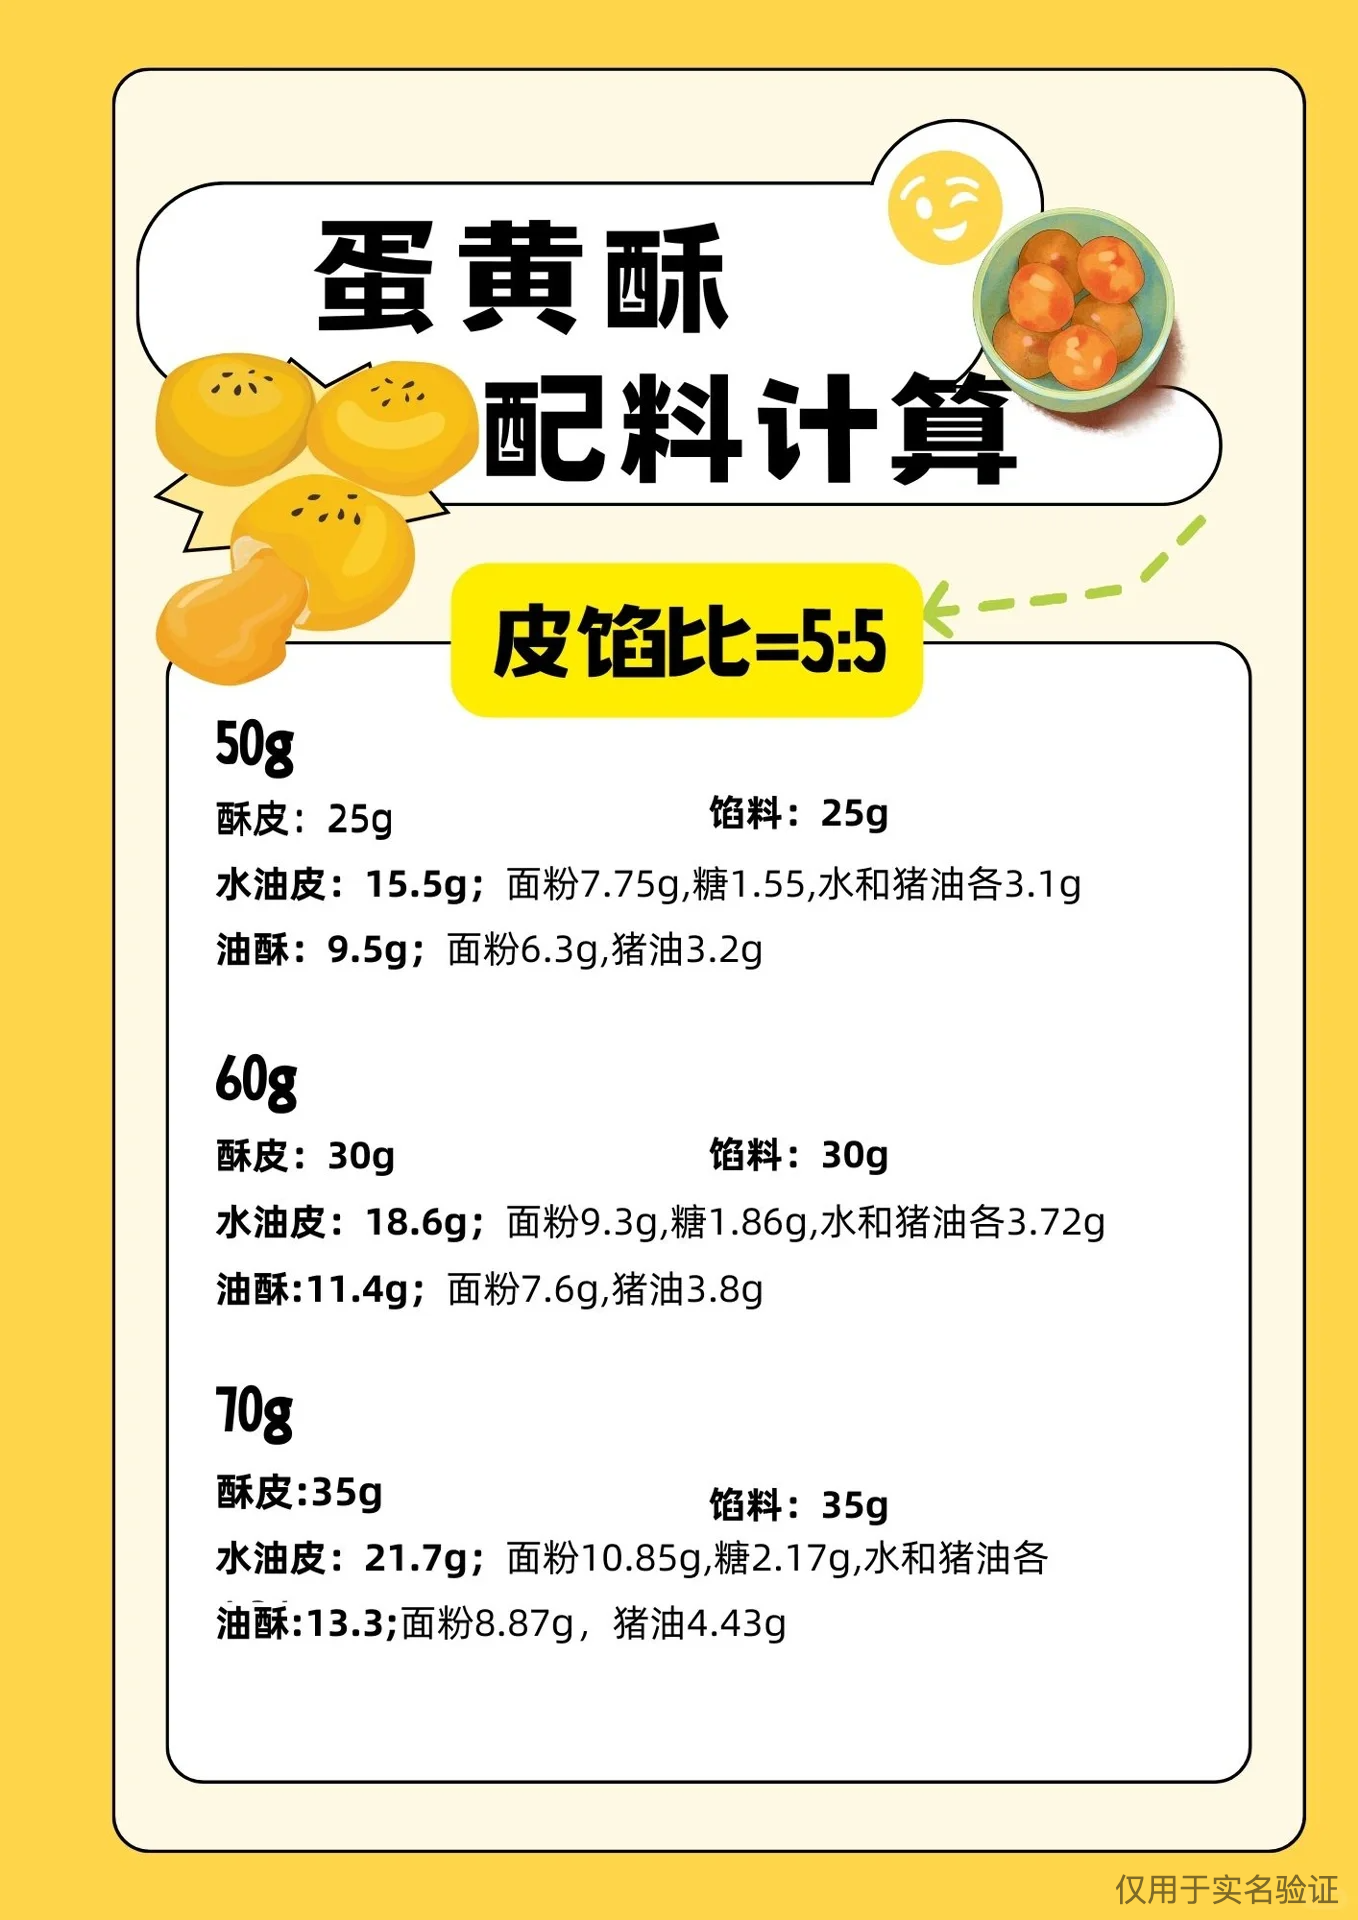 蛋黄酥
配料计算
皮馅比=5:5
50g
酥皮：25g
馅料：25g
水油皮：15.5g；面粉7.75g,糖1.55,水和猪油各3.1g
油酥：9.5g；面粉6.3g,猪油3.2g
60g
酥皮：30g
馅料：30g
水油皮：18.6g；面粉9.3g,糖1.86g,水和猪油各3.72g
油酥:11.4g；面粉7.6g,猪油3.8g
70g
酥皮:35g
馅料：35g
水油皮：21.7g；面粉10.85g,糖2.17g,水和猪油各
油酥:13.3;面粉8.87g，猪油4.43g
仅用于实名验证